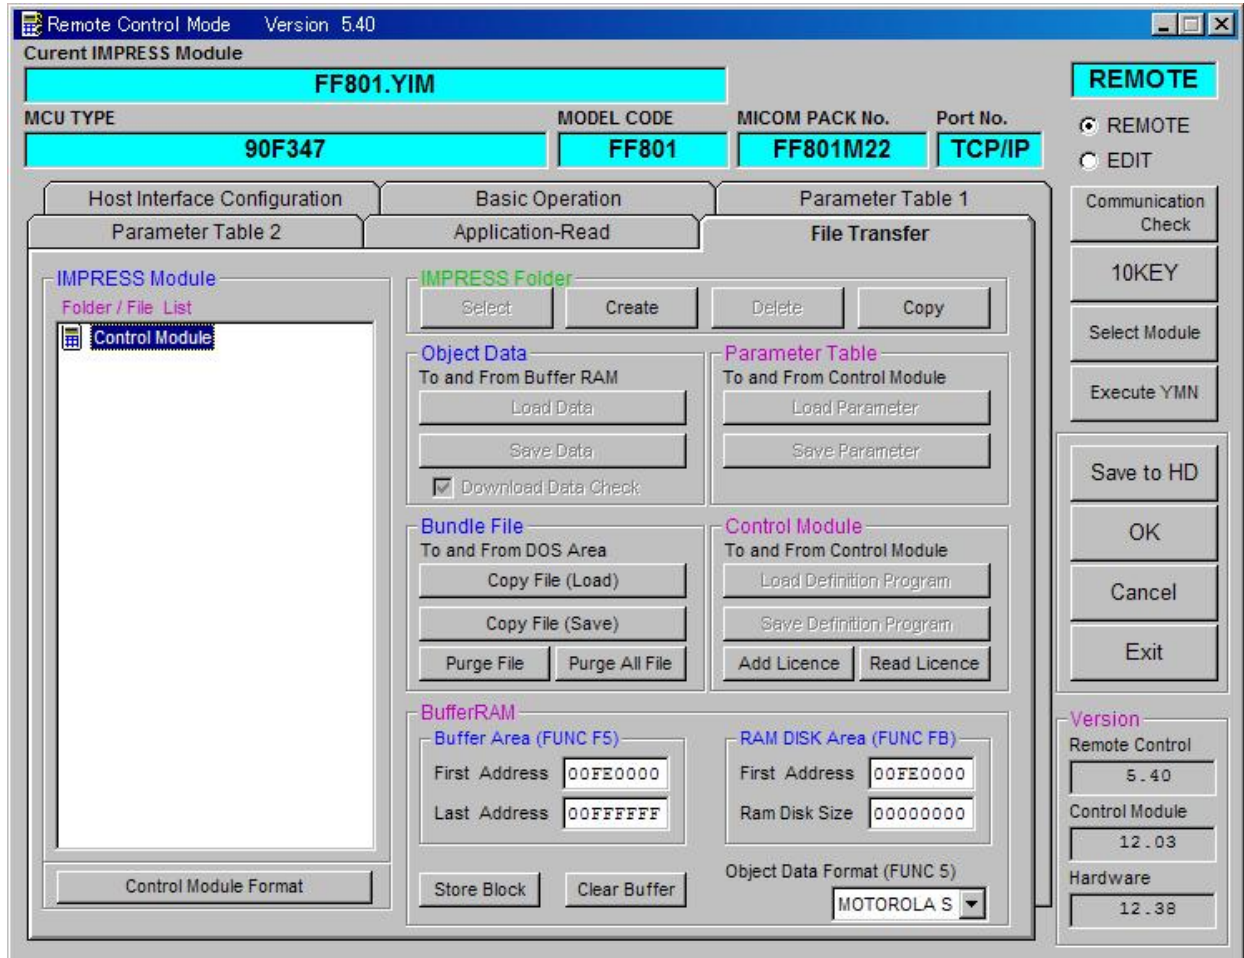 Remote Control Mode Version 5.40
Curent IMPRESS Module
FF801.YIM
REMOTE
MCU TYPE
MODEL CODE
MICOM PACK No.
Port No.
90F347
FF801
FF801M22
TCP/IP
REMOTE
EDIT
Host Interface Configuration
Basic Operation
Parameter Table 1
Parameter Table 2
Application-Read
File Transfer
Communication
Check
10KEY
Select Module
Execute YMN
IMPRESS Module
Folder / File List
Control Module
Control Module Format
IMPRESS Folder
Select
Create
Delete
Copy
Object Data
To and From Buffer RAM
Load Data
Save Data
Download Data Check
Parameter Table
To and From Control Module
Load Parameter
Save Parameter
Bundle File
To and From DOS Area
Copy File (Load)
Copy File (Save)
Purge File
Purge All File
Control Module
To and From Control Module
Load Definition Program
Save Definition Program
Add Licence
Read Licence
BufferRAM
Buffer Area (FUNC F5)
First Address 00FE0000
Last Address 00FFFFFF
RAM DISK Area (FUNC FB)
First Address 00FE0000
Ram Disk Size 00000000
Store Block
Clear Buffer
Object Data Format (FUNC 5)
MOTOROLA S
Save to HD
OK
Cancel
Exit
Version
Remote Control
5.40
Control Module
12.03
Hardware
12.38